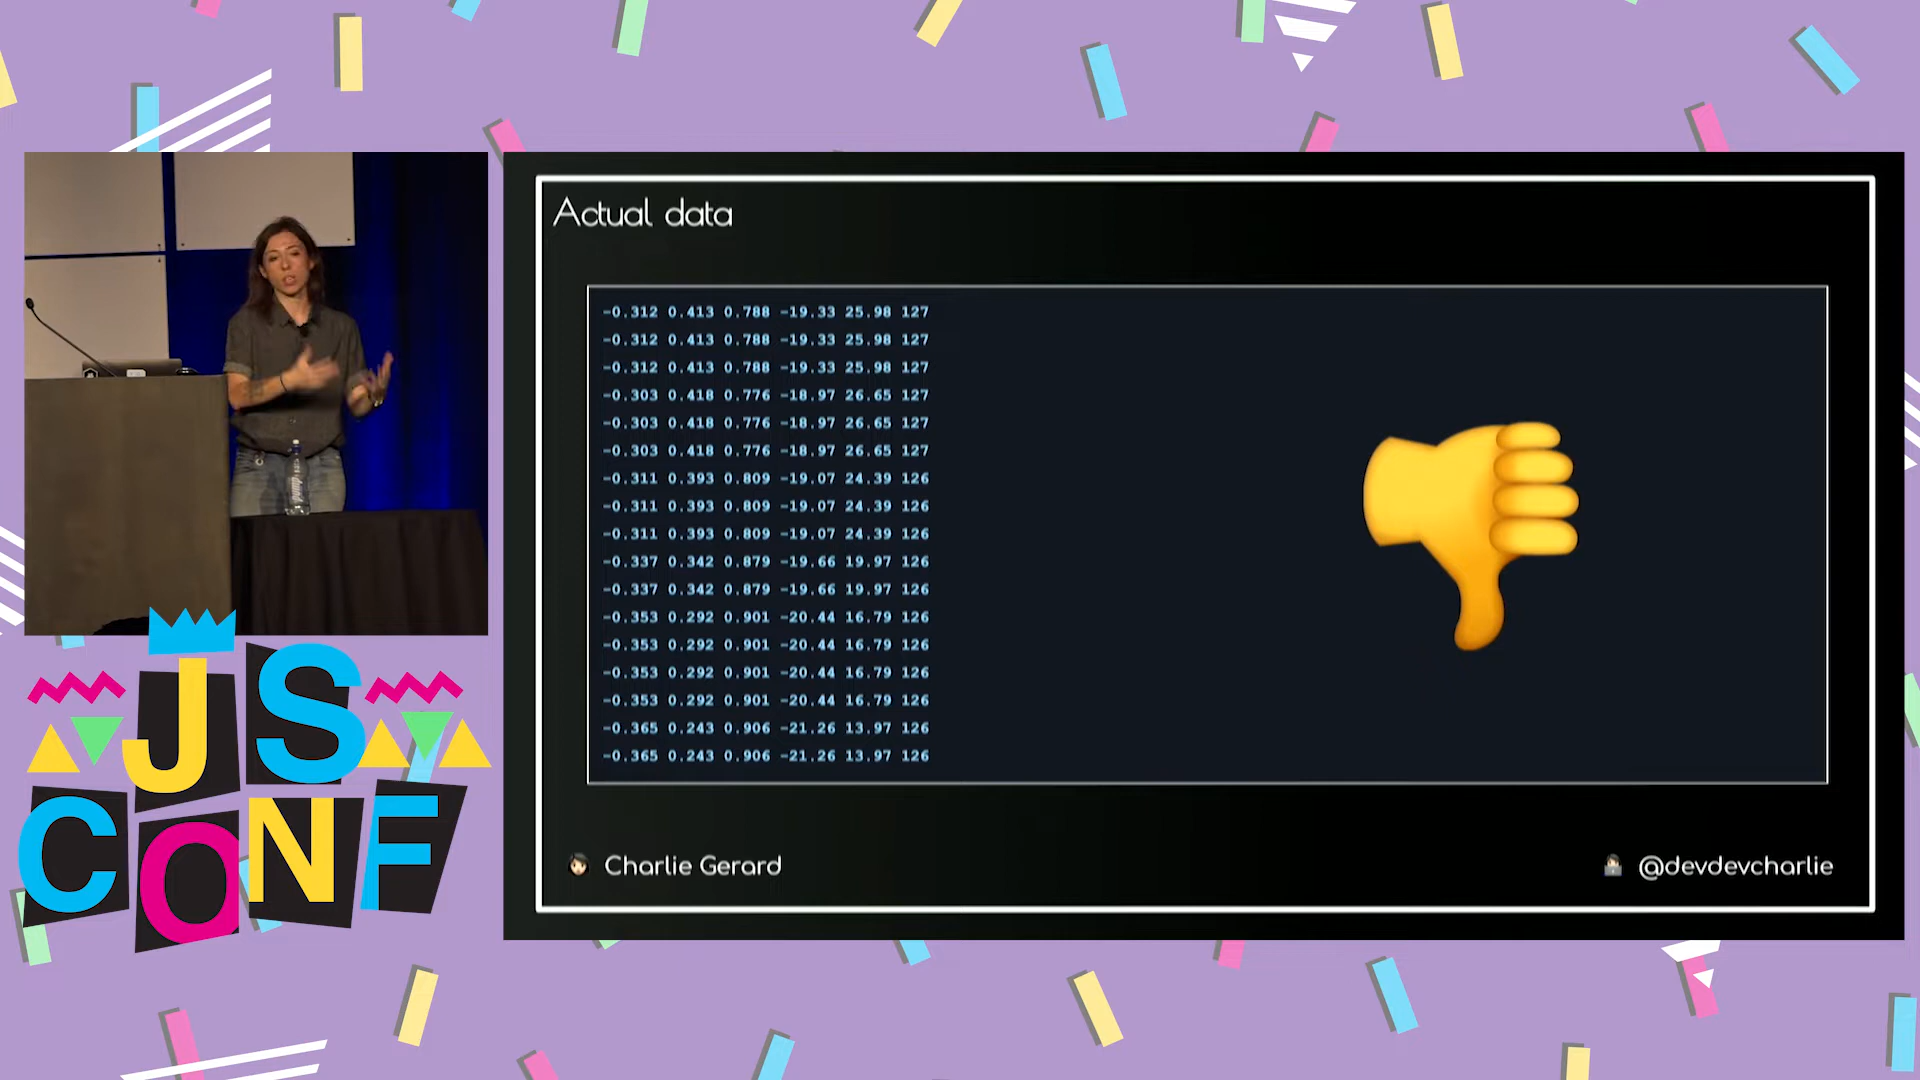 Actual data
-0.312 0.413 0.788 -19.33 25.98 127
-0.312 0.413 0.788 -19.33 25.98 127
-0.312 0.413 0.788 -19.33 25.98 127
-0.303 0.418 0.776 -18.97 26.65 127
-0.303 0.418 0.776 -18.97 26.65 127
-0.303 0.418 0.776 -18.97 26.65 127
-0.311 0.393 0.809 -19.07 24.39 126
-0.311 0.393 0.809 -19.07 24.39 126
-0.311 0.393 0.809 -19.07 24.39 126
-0.337 0.342 0.879 -19.66 19.97 126
-0.337 0.342 0.879 -19.66 19.97 126
-0.353 0.292 0.901 -20.44 16.79 126
-0.353 0.292 0.901 -20.44 16.79 126
-0.353 0.292 0.901 -20.44 16.79 126
-0.353 0.292 0.901 -20.44 16.79 126
-0.365 0.243 0.906 -21.26 13.97 126
-0.365 0.243 0.906 -21.26 13.97 126
Charlie Gerard
@devdevcharlie
JS
CONF